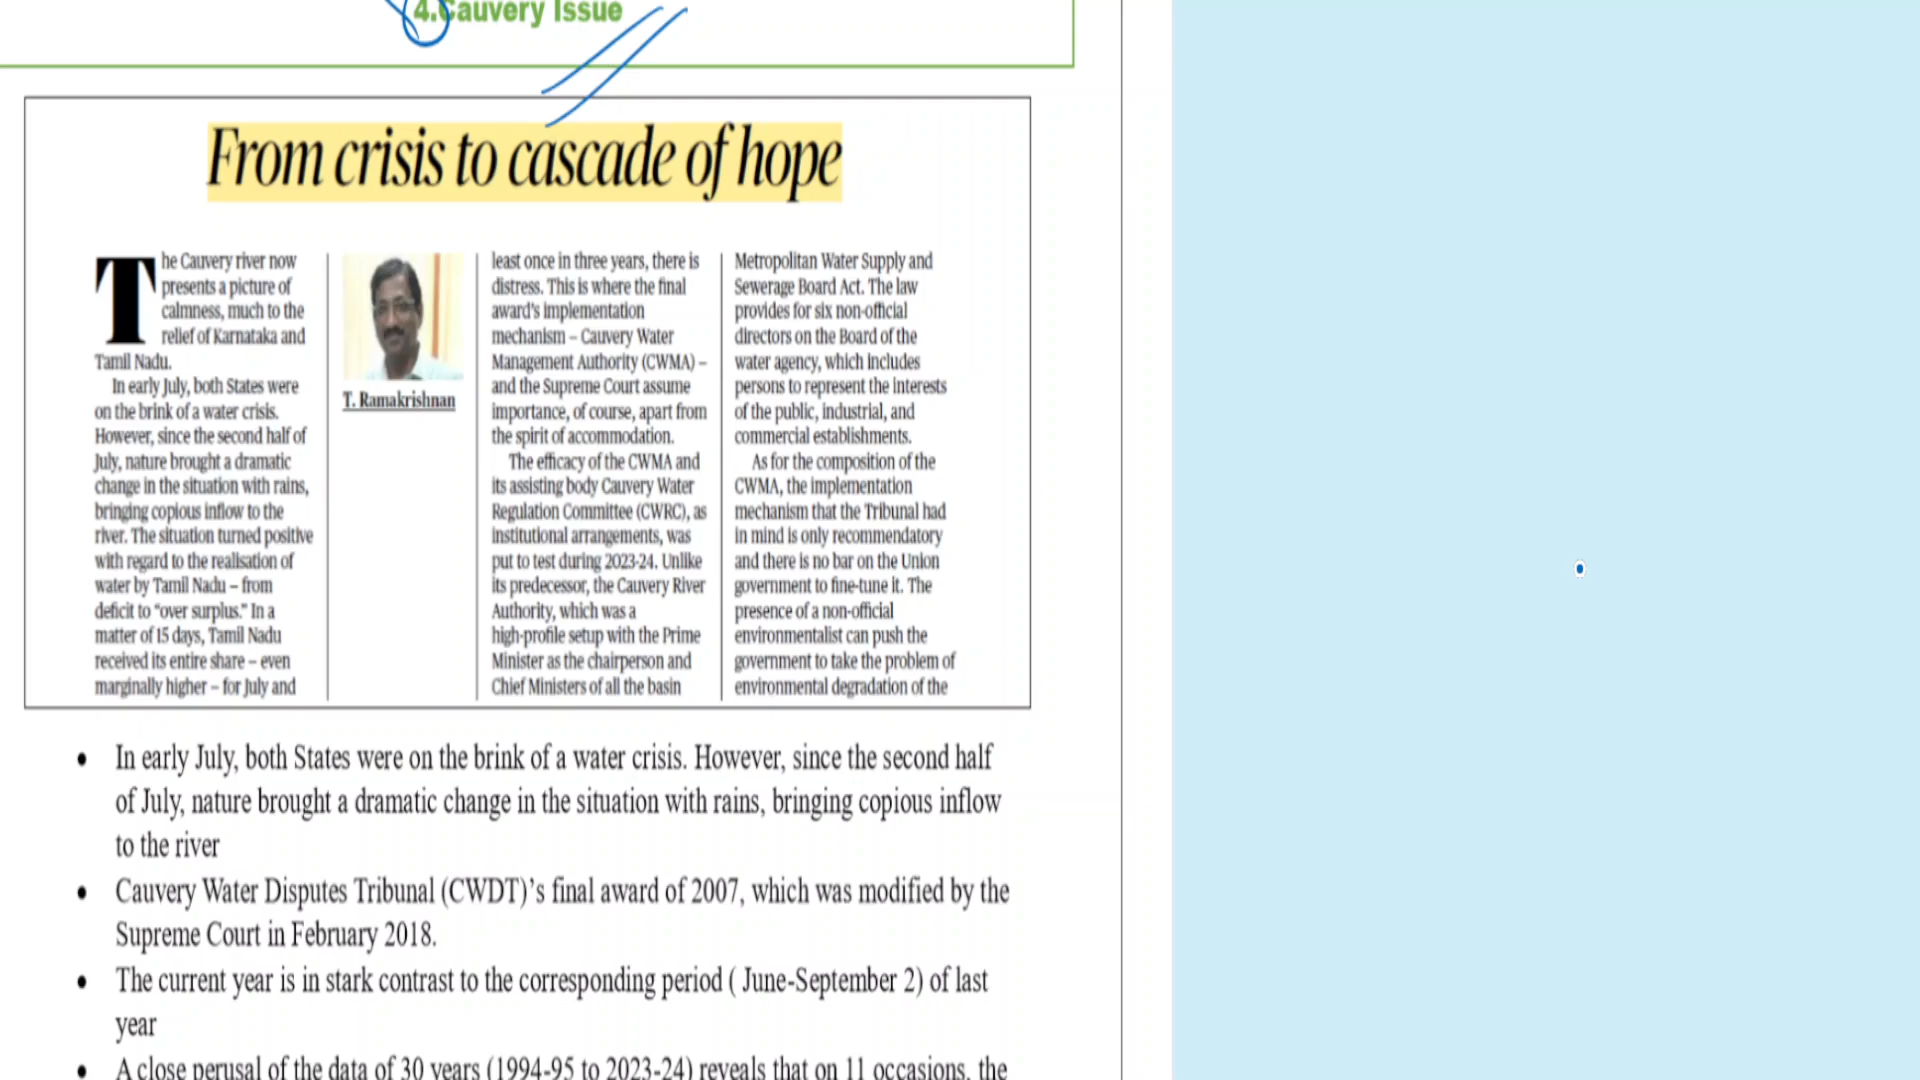 4.Cauvery Issue
From crisis to cascade of hope
The Cauvery river now
presents a picture of
calmness, much to the
relief of Karnataka and
Tamil Nadu.
In early July, both States were
on the brink of a water crisis.
However, since the second half of
July, nature brought a dramatic
change in the situation with rains,
bringing copious inflow to the
river. The situation turned positive
with regard to the realisation of
water by Tamil Nadu – from
deficit to “over surplus.” In a
matter of 15 days, Tamil Nadu
received its entire share – even
marginally higher – for July and
T. Ramakrishnan
least once in three years, there is
distress. This is where the final
award’s implementation
mechanism – Cauvery Water
Management Authority (CWMA) –
and the Supreme Court assume
importance, of course, apart from
the spirit of accommodation.
The efficacy of the CWMA and
its assisting body Cauvery Water
Regulation Committee (CWRC), as
institutional arrangements, was
put to test during 2023-24. Unlike
its predecessor, the Cauvery River
Authority, which was a
high-profile setup with the Prime
Minister as the chairperson and
Chief Ministers of all the basin
Metropolitan Water Supply and
Sewerage Board Act. The law
provides for six non-official
directors on the Board of the
water agency, which includes
persons to represent the interests
of the public, industrial, and
commercial establishments.
As for the composition of the
CWMA, the implementation
mechanism that the Tribunal had
in mind is only recommendatory
and there is no bar on the Union
government to fine-tune it. The
presence of a non-official
environmentalist can push the
government to take the problem of
environmental degradation of the
• In early July, both States were on the brink of a water crisis. However, since the second half
of July, nature brought a dramatic change in the situation with rains, bringing copious inflow
to the river
• Cauvery Water Disputes Tribunal (CWDT)’s final award of 2007, which was modified by the
Supreme Court in February 2018.
• The current year is in stark contrast to the corresponding period ( June-September 2) of last
year
• A close perusal of the data of 30 years (1994-95 to 2023-24) reveals that on 11 occasions, the